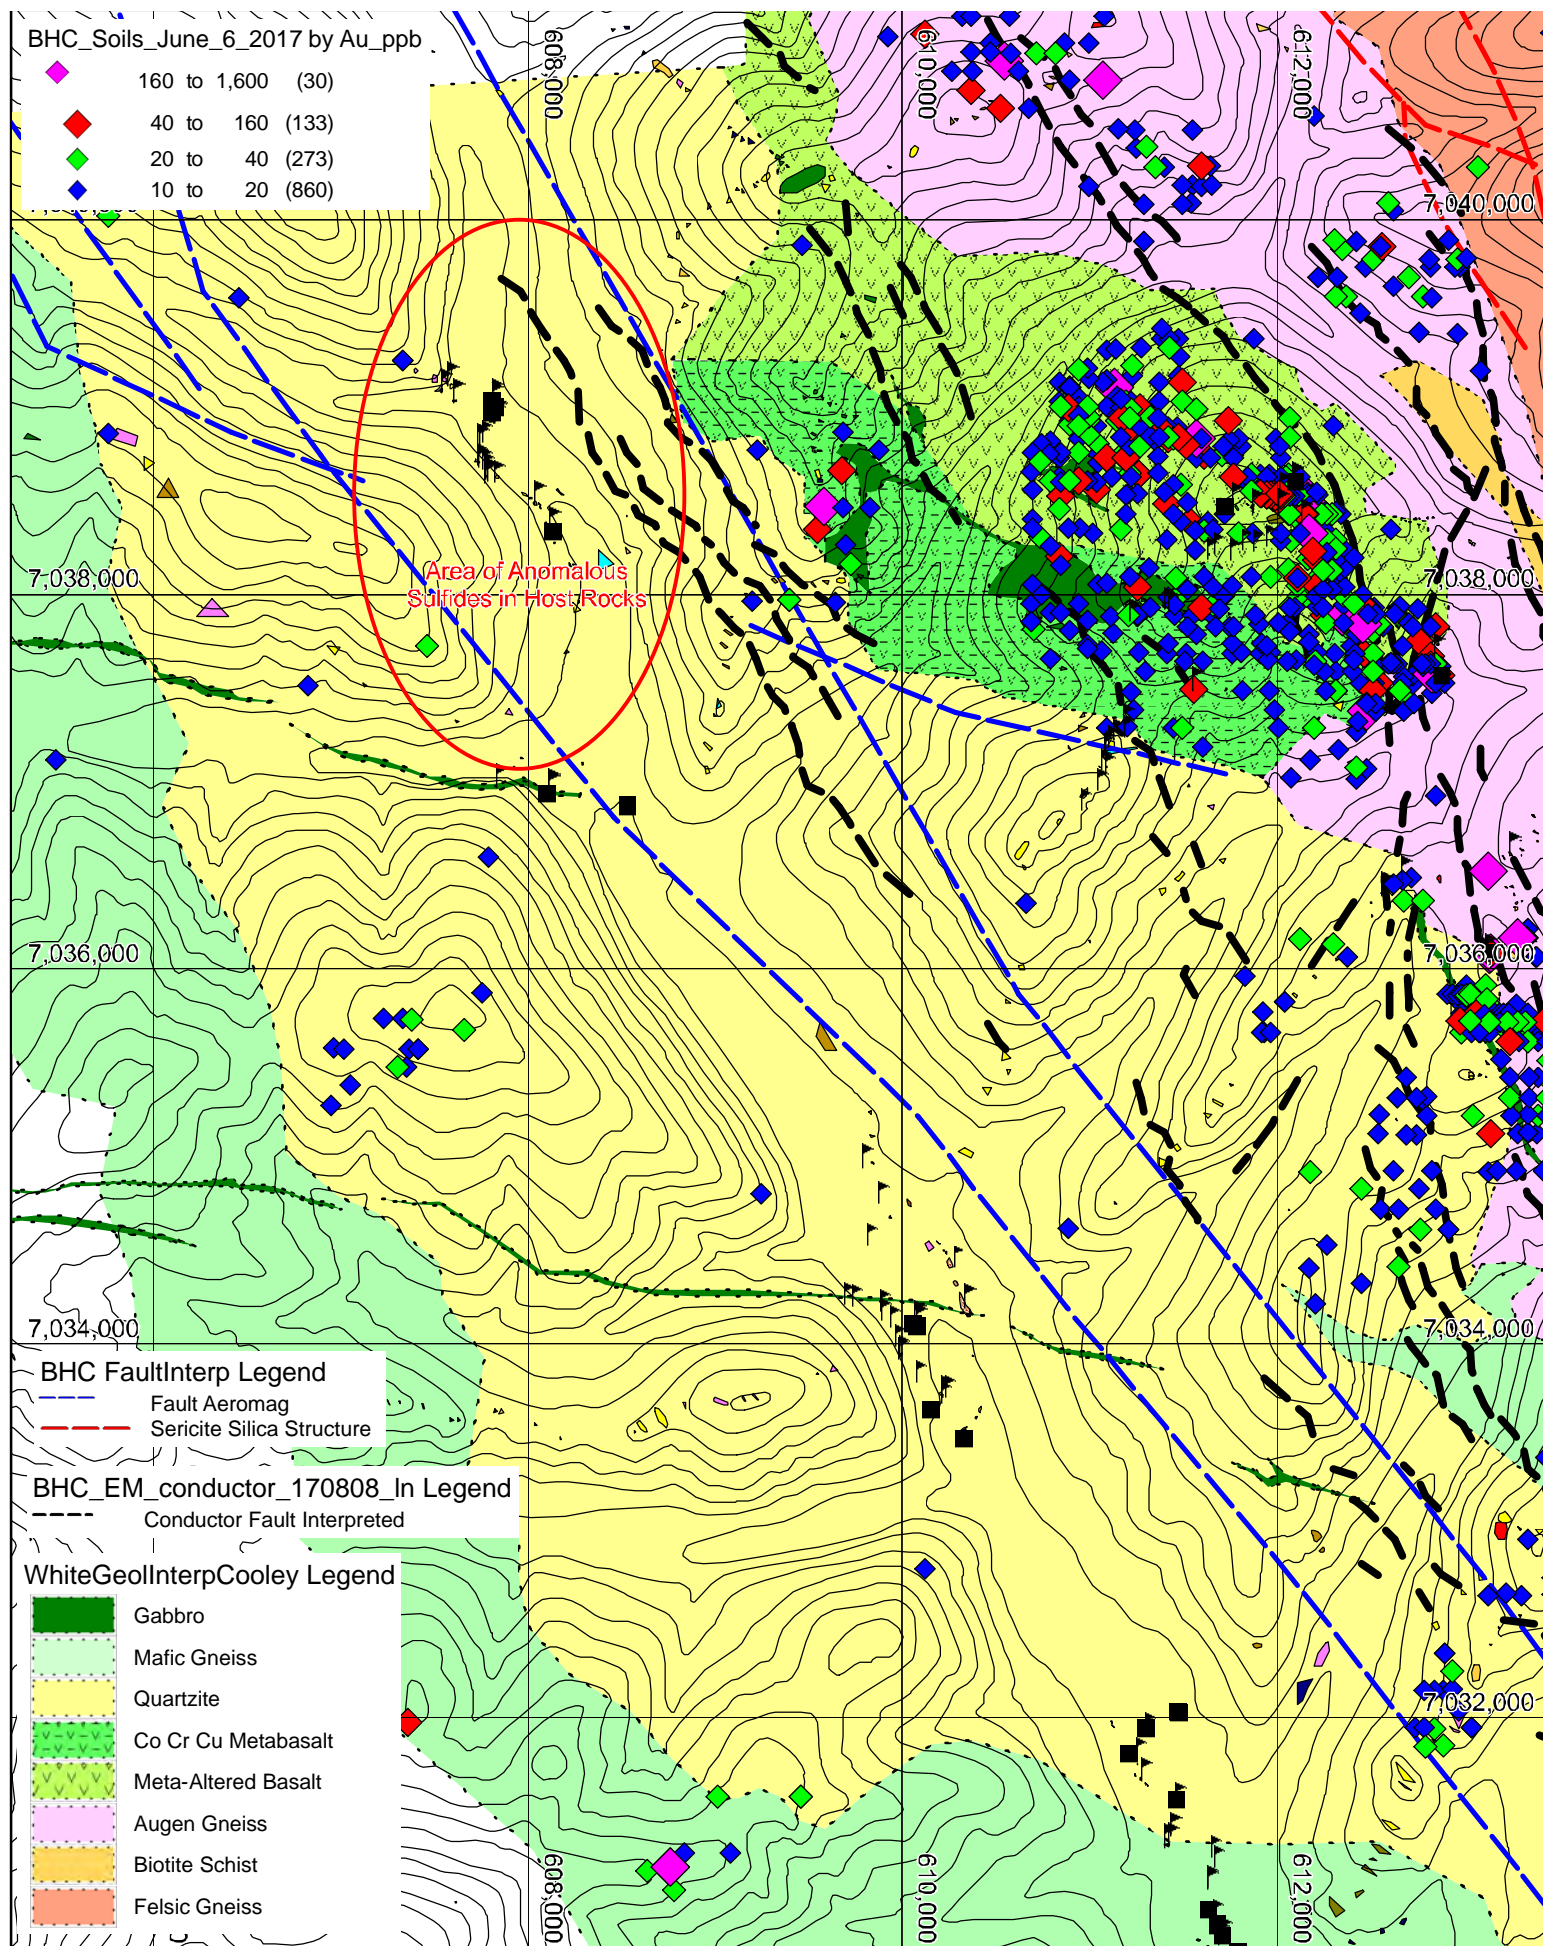 BHC_Soils_June_6_2017 by Au_ppb
160 to 1,600 (30)
40 to 160 (133)
20 to 40 (273)
10 to 20 (860)
608,000
610,000
612,000
7,040,000
Area of Anomalous
Sulfides in Host Rocks
7,038,000
7,038,000
7,036,000
7,036,000
7,034,000
7,034,000
BHC FaultInterp Legend
Fault Aeromag
Sericite Silica Structure
BHC_EM_conductor_170808_ln Legend
Conductor Fault Interpreted
WhiteGeolInterpCooley Legend
Gabbro
Mafic Gneiss
Quartzite
Co Cr Cu Metabasalt
Meta-Altered Basalt
Augen Gneiss
Biotite Schist
Felsic Gneiss
7,032,000
608,000
610,000
612,000